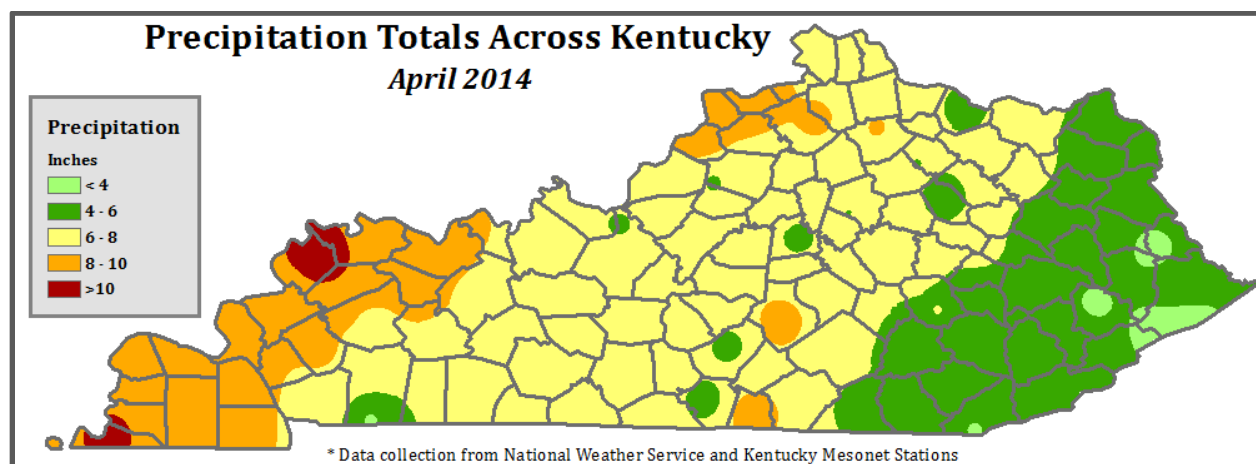 Precipitation Totals Across Kentucky
April 2014
Precipitation
Inches
< 4
4 - 6
6 - 8
8 - 10
>10
* Data collection from National Weather Service and Kentucky Mesonet Stations